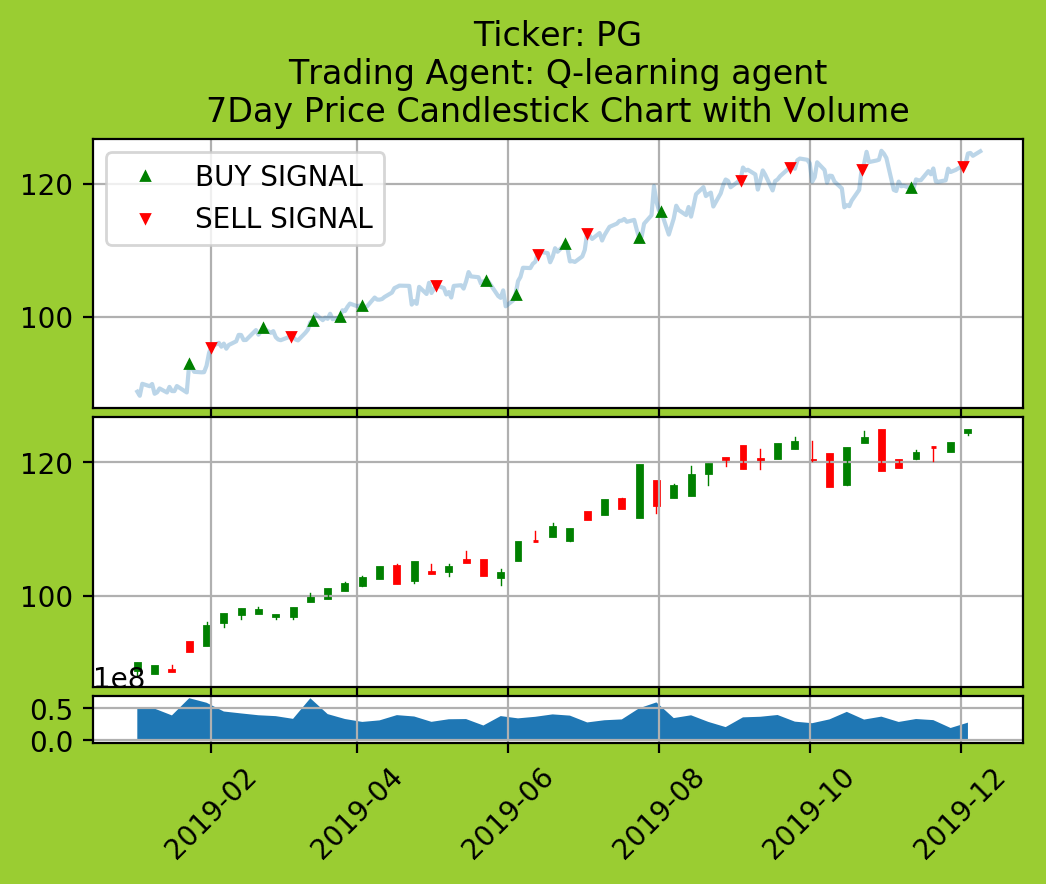 Ticker: PG
Trading Agent: Q-learning agent
7Day Price Candlestick Chart with Volume
BUY SIGNAL
SELL SIGNAL
120
100
120
100
1e8
0.5
0.0
2019-02
2019-04
2019-06
2019-08
2019-10
2019-12